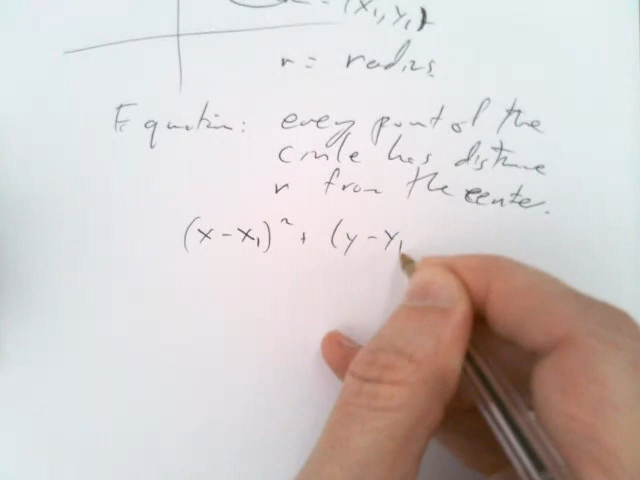 = (x₁, y₁)
r = radius
Equation: every point of the
circle has distance
r from the center.
(x - x₁)² + (y - y₁